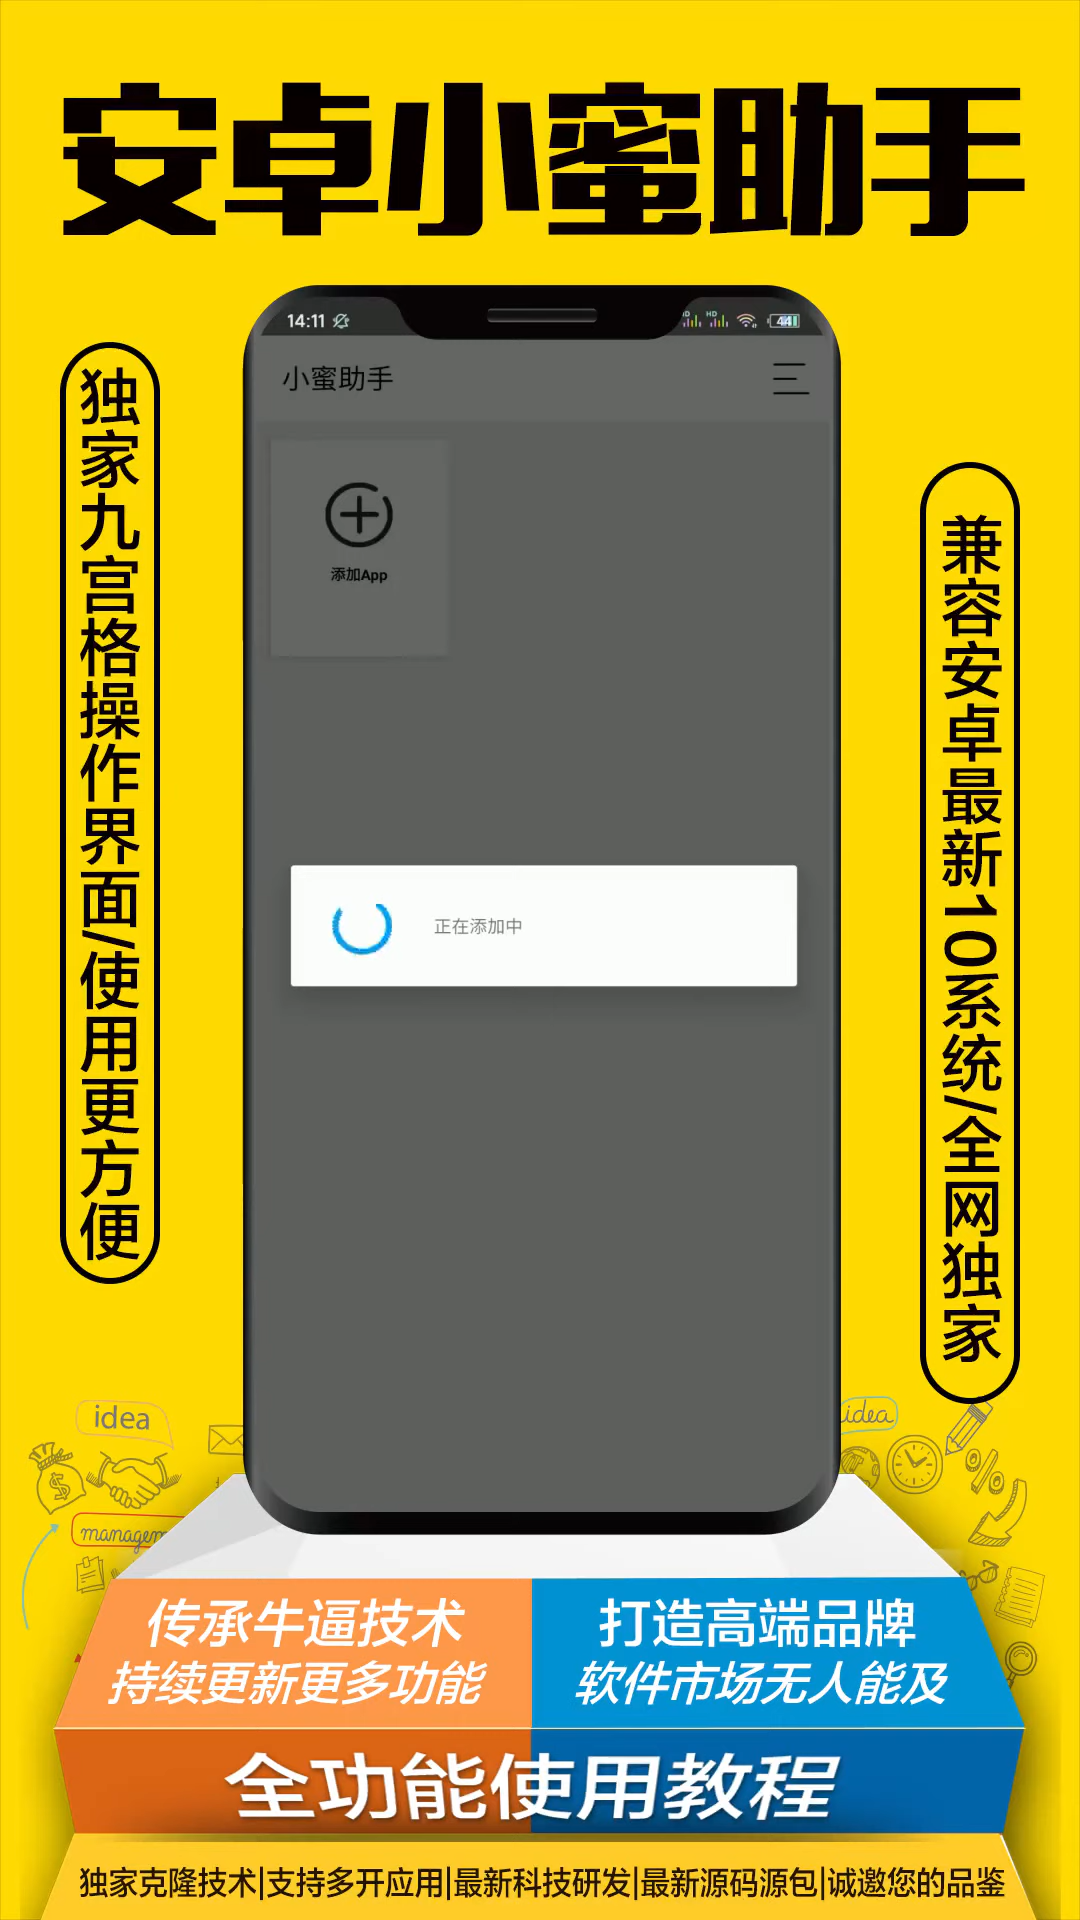 安卓小蜜助手
14:11
HD HD 44
小蜜助手
添加App
正在添加中
独家九宫格操作界面/使用更方便
兼容安卓最新10系统/全网独家
idea
idea
managem
传承牛逼技术
持续更新更多功能
打造高端品牌
软件市场无人能及
全功能使用教程
独家克隆技术|支持多开应用|最新科技研发|最新源码源包|诚邀您的品鉴